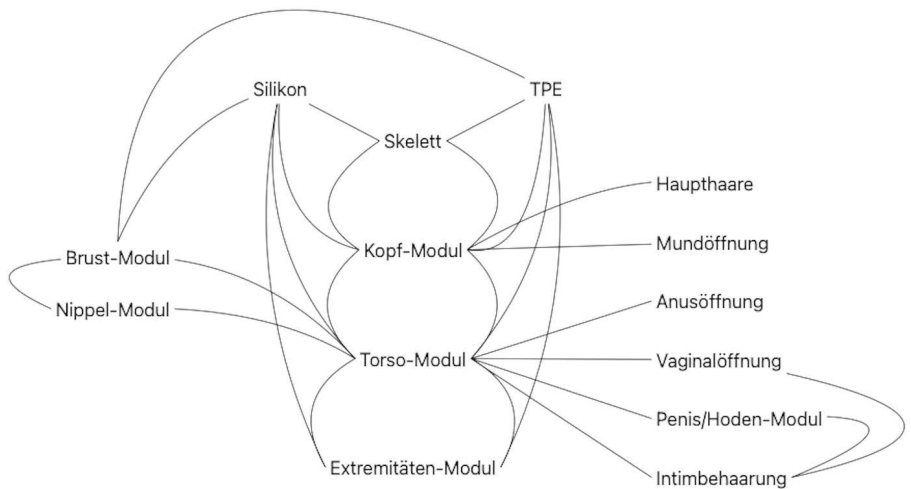 Silikon
TPE
Skelett
Haupthaare
Kopf-Modul
Mundöffnung
Brust-Modul
Nippel-Modul
Anusöffnung
Torso-Modul
Vaginalöffnung
Penis/Hoden-Modul
Extremitäten-Modul
Intimbehaarung